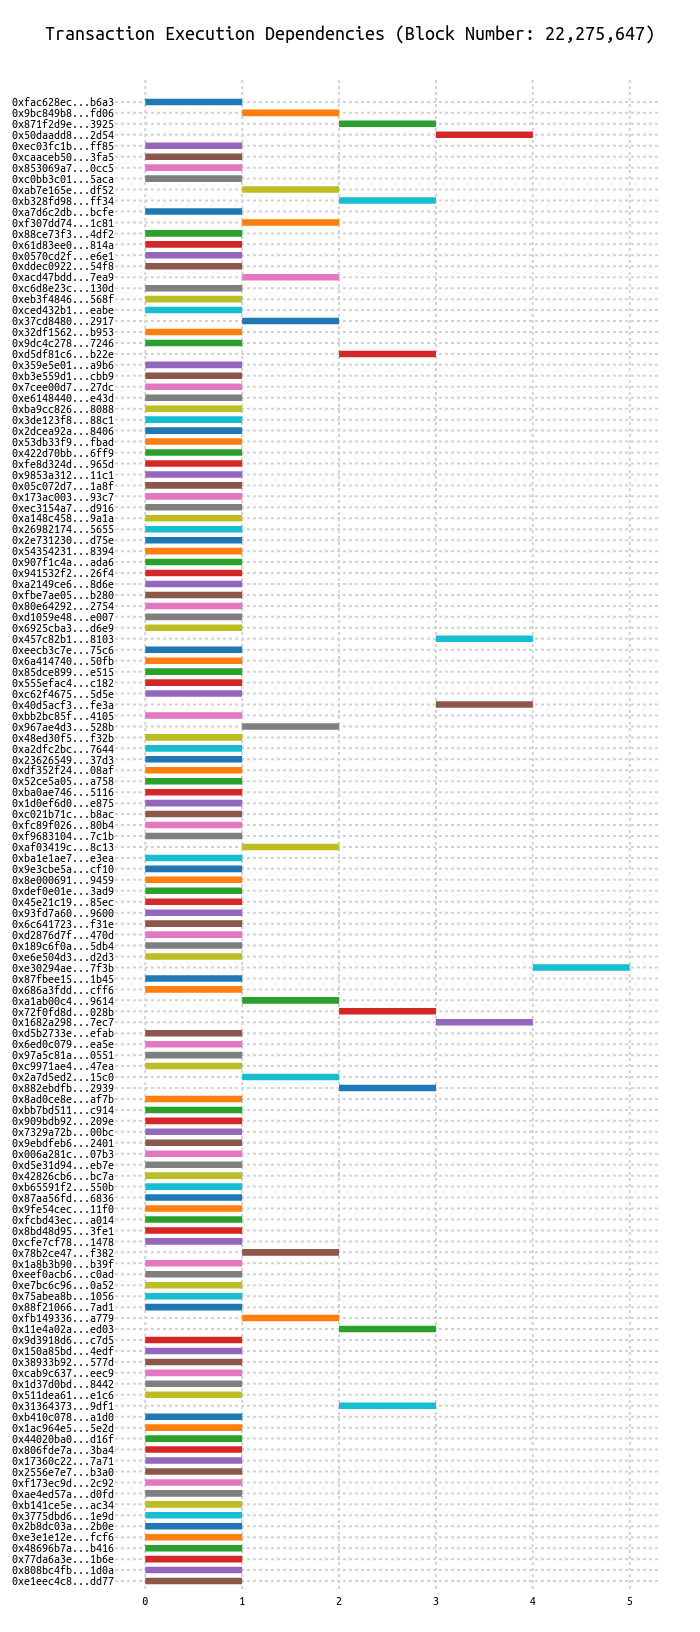 Transaction Execution Dependencies (Block Number: 22,275,647)
0xfac628ec...b6a3
0x9bc849b8...fd06
0x871f2d9e...3925
0x50daadd8...2d54
0xec03fc1b...ff85
0xcaaceb50...3fa5
0x853069a7...0cc5
0xc0bb3c01...5aca
0xab7e165e...df52
0xb328fd98...ff34
0xa7d6c2db...bcfe
0xf307dd74...1c81
0x88ce73f3...4df2
0x61d83ee0...814a
0x0570cd2f...e6e1
0xddec0922...54f8
0xacd47bdd...7ea9
0xc6d8e23c...130d
0xeb3f4846...568f
0xced432b1...eabe
0x37cd8480...2917
0x32df1562...b953
0x9dc4c278...7246
0xd5df81c6...b22e
0x359e5e01...a9b6
0xb3e559d1...cbb9
0x7cee00d7...27dc
0xe6148440...e43d
0xba9cc826...8088
0x3de123f8...88c1
0x2dcea92a...8406
0x53db33f9...fbad
0x422d70bb...6ff9
0xfe8d324d...965d
0x9853a312...11c1
0x05c072d7...1a8f
0x173ac003...93c7
0xec3154a7...d916
0xa148c458...9a1a
0x26982174...5655
0x2e731230...d75e
0x54354231...8394
0x907f1c4a...ada6
0x941532f2...26f4
0xa2149ce6...8d6e
0xfbe7ae05...b280
0x80e64292...2754
0xd1059e48...e007
0x6925cba3...d6e9
0x457c82b1...8103
0xeecb3c7e...75c6
0x6a414740...50fb
0x85dce899...e515
0x555efac4...c182
0xc62f4675...5d5e
0x40d5acf3...fe3a
0xbb2bc85f...4105
0x967ae4d3...528b
0x48ed30f5...f32b
0xa2dfc2bc...7644
0x23626549...37d3
0xdf352f24...08af
0x52ce5a05...a758
0xba0ae746...5116
0x1d0ef6d0...e875
0xc021b71c...b8ac
0xfc89f026...80b4
0xf9683104...7c1b
0xaf03419c...8c13
0xba1e1ae7...e3ea
0x9e3cbe5a...cf10
0x8e000691...9459
0xdef0e01e...3ad9
0x45e21c19...85ec
0x93fd7a60...9600
0x6c641723...f31e
0xd2876d7f...470d
0x189c6f0a...5db4
0xe6e504d3...d2d3
0xe30294ae...7f3b
0x87fbee15...1b45
0x686a3fdd...cff6
0xa1ab00c4...9614
0x72f0fd8d...028b
0x1682a298...7ec7
0xd5b2733e...efab
0x6ed0c079...ea5e
0x97a5c81a...0551
0xc9971ae4...47ea
0x2a7d5ed2...15c0
0x882ebdfb...2939
0x8ad0ce8e...af7b
0xbb7bd511...c914
0x909bdb92...209e
0x7329a72b...00bc
0x9ebdfeb6...2401
0x006a281c...07b3
0xd5e31d94...eb7e
0x42826cb6...bc7a
0xb65591f2...550b
0x87aa56fd...6836
0x9fe54cec...11f0
0xfcbd43ec...a014
0x8bd48d95...3fe1
0xcfe7cf78...1478
0x78b2ce47...f382
0x1a8b3b90...b39f
0xeef0acb6...c0ad
0xe7bc6c96...0a52
0x75abea8b...1056
0x88f21066...7ad1
0xfb149336...a779
0x11e4a02a...ed03
0x9d3918d6...c7d5
0x150a85bd...4edf
0x38933b92...577d
0xcab9c637...eec9
0x1d37d0bd...8442
0x511dea61...e1c6
0x31364373...9df1
0xb410c078...a1d0
0x1ac964e5...5e2d
0x44020ba0...d16f
0x806fde7a...3ba4
0x17360c22...7a71
0x2556e7e7...b3a0
0xf173ec9d...2c92
0xae4ed57a...d0fd
0xb141ce5e...ac34
0x3775dbd6...1e9d
0x2b8dc03a...2b0e
0xe3e1e12e...fcf6
0x48696b7a...b416
0x77da6a3e...1b6e
0x808bc4fb...1d0a
0xe1eec4c8...dd77
0 1 2 3 4 5